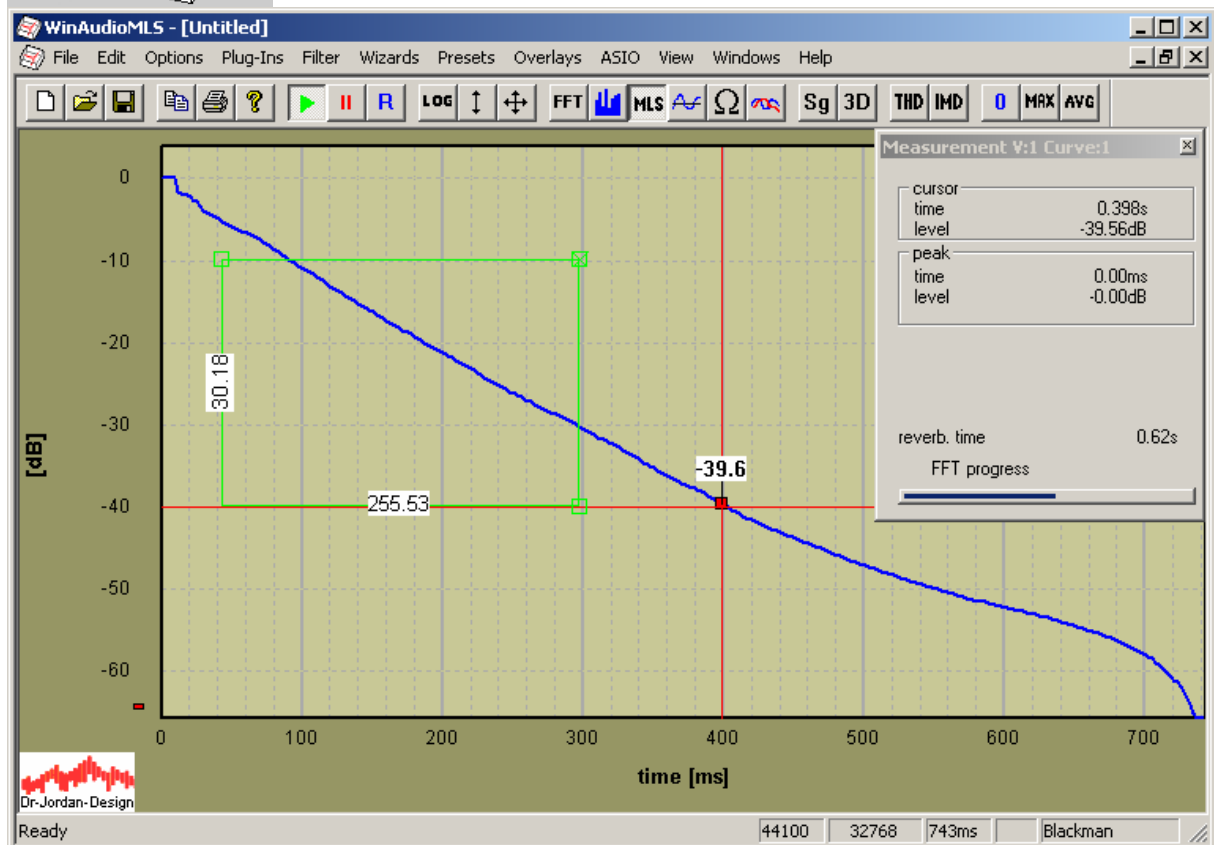 WinAudioMLS - [Untitled]
File Edit Options Plug-Ins Filter Wizards Presets Overlays ASIO View Windows Help
R LOG FFT MLS Ω Sg 3D THD IMD 0 MAX AVG
Measurement V:1 Curve:1
cursor
time 0.398s
level -39.56dB
peak
time 0.00ms
level -0.00dB
reverb. time 0.62s
FFT progress
0
-10
-20
-30
-40
-50
-60
[dB]
30.18
255.53
-39.6
0 100 200 300 400 500 600 700
time [ms]
Dr-Jordan-Design
Ready 44100 32768 743ms Blackman